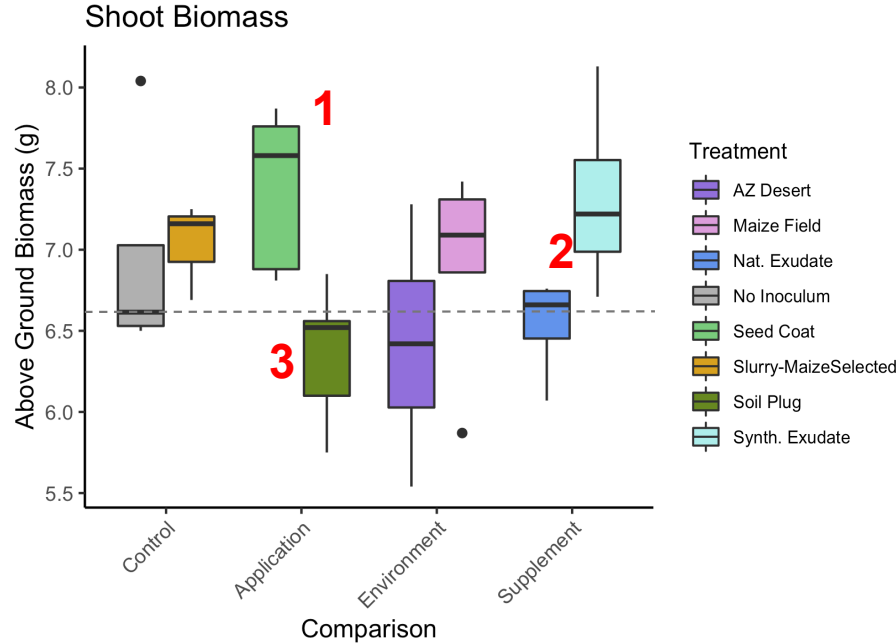 Shoot Biomass
Above Ground Biomass (g)
8.0
7.5
7.0
6.5
6.0
5.5
1
2
3
Control
Application
Environment
Supplement
Comparison
Treatment
AZ Desert
Maize Field
Nat. Exudate
No Inoculum
Seed Coat
Slurry-MaizeSelected
Soil Plug
Synth. Exudate